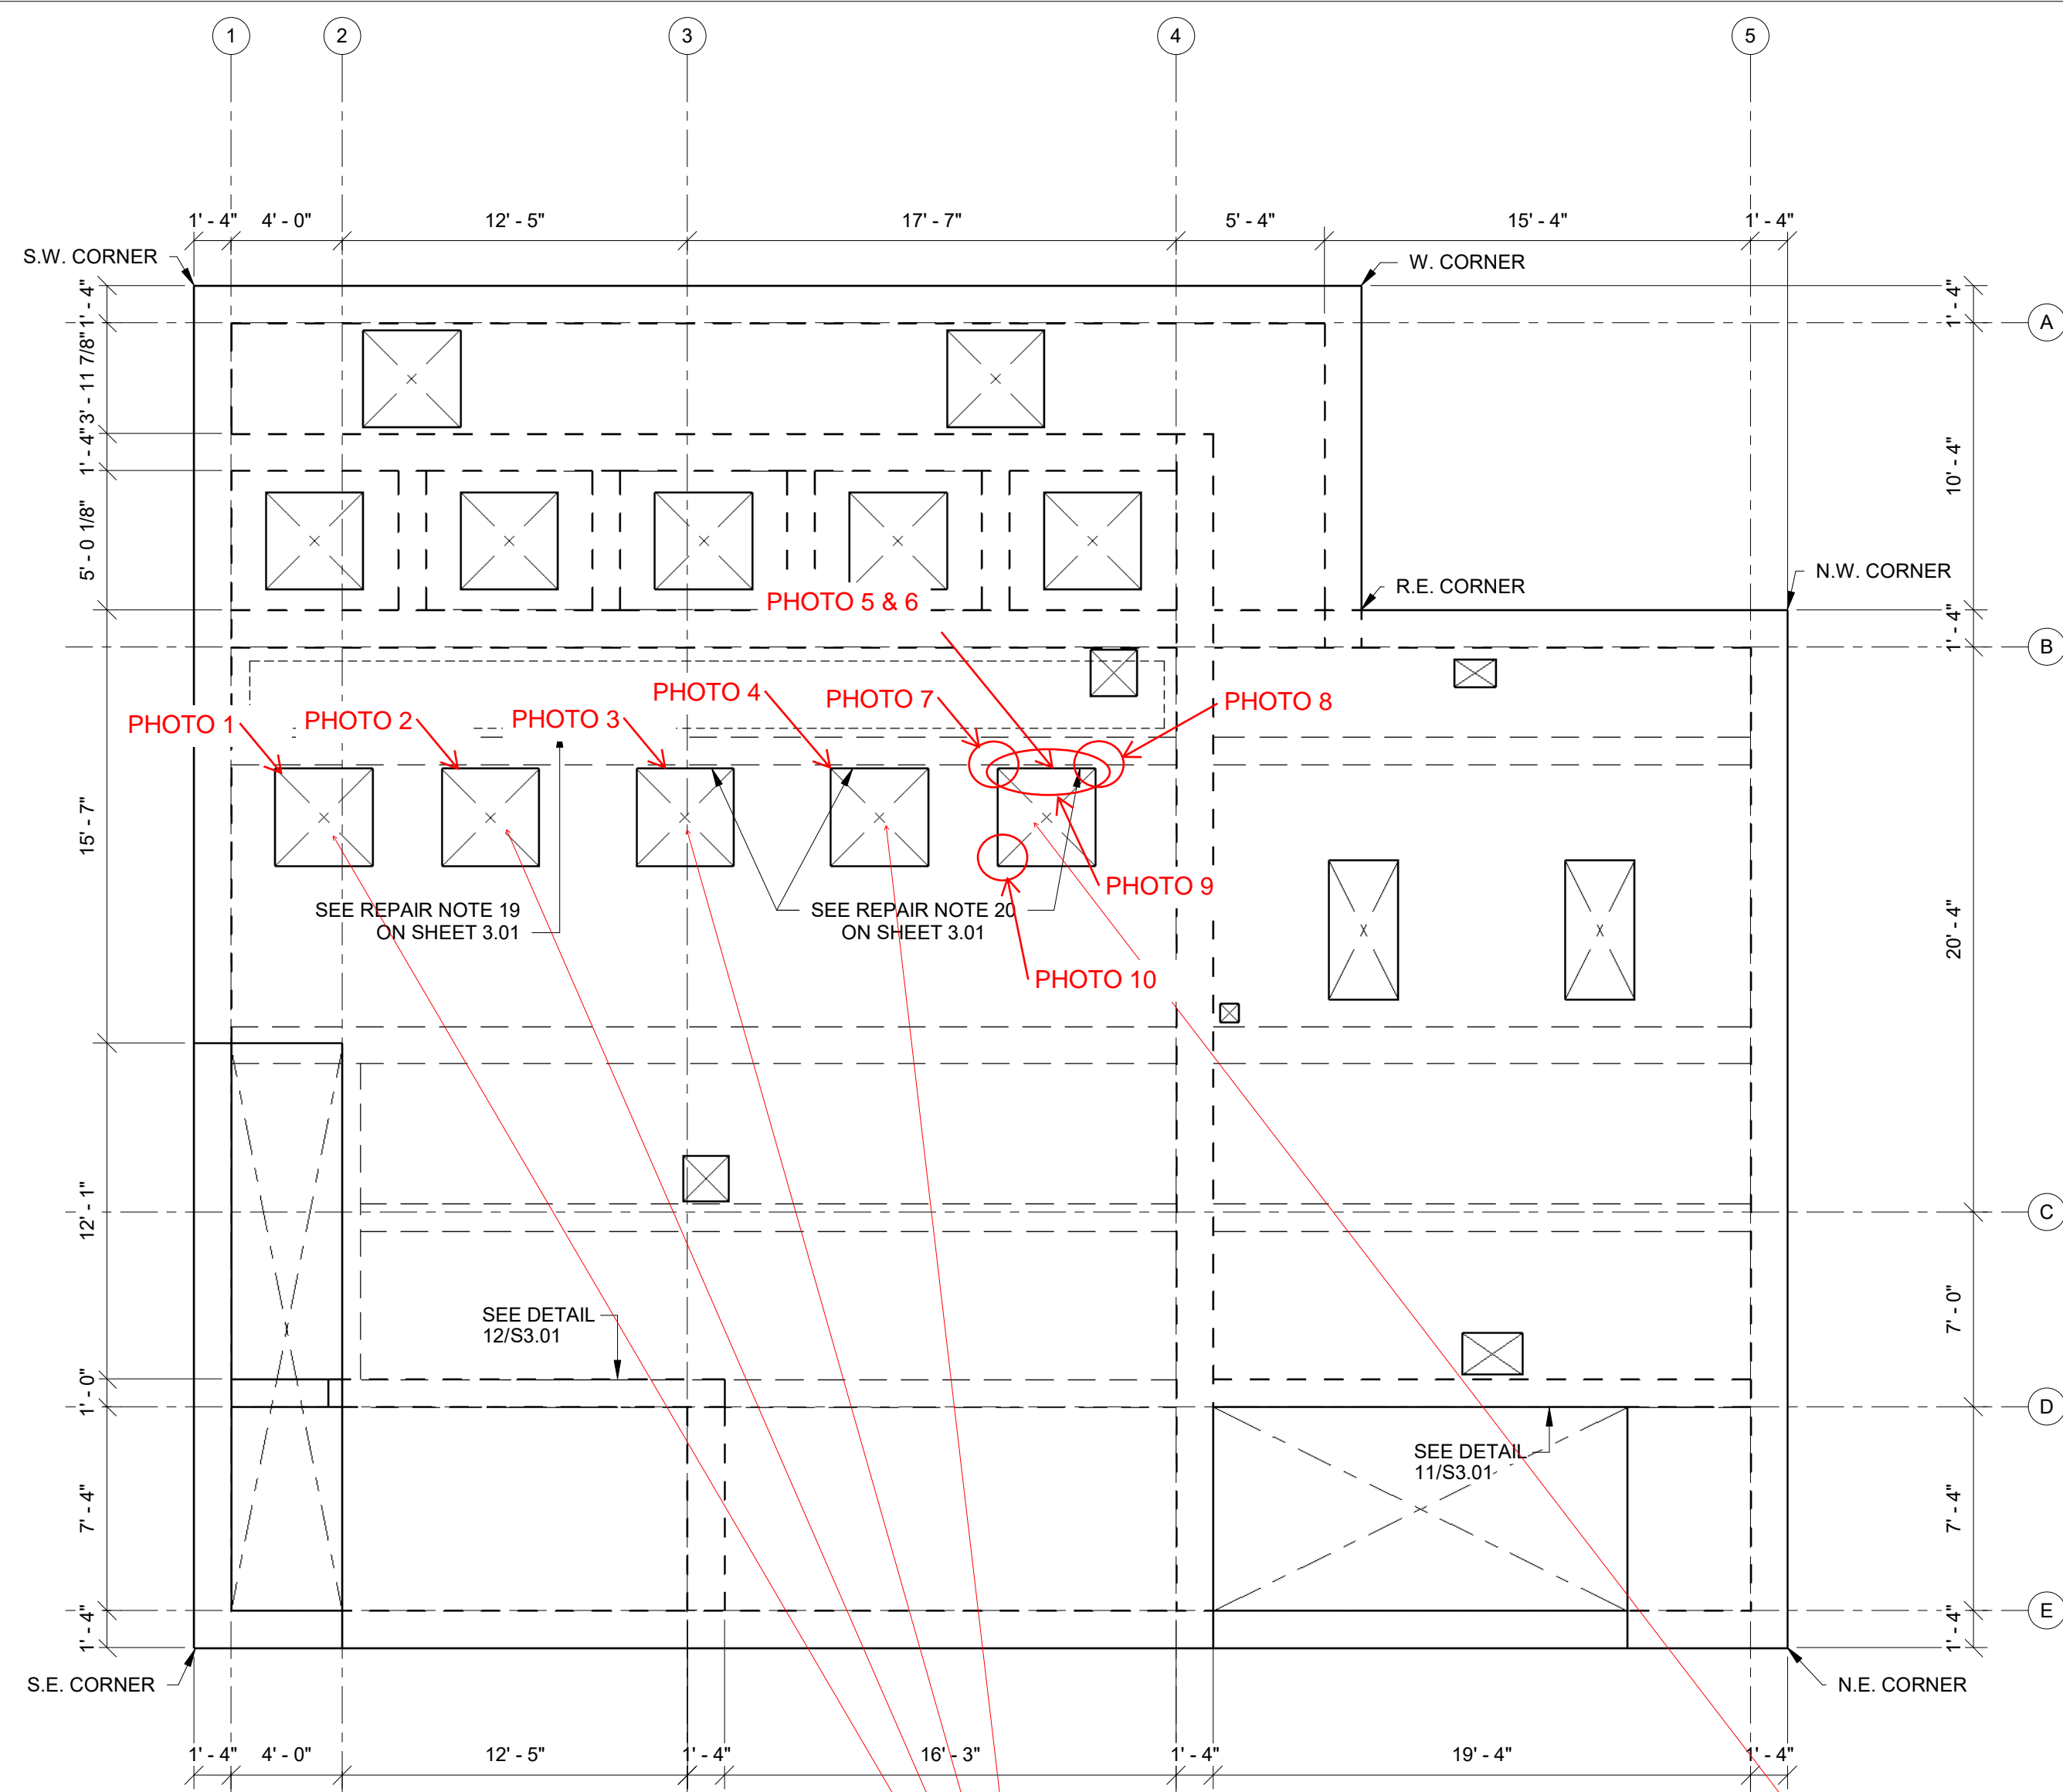 1 2 3 4 5
1' - 4" 4' - 0" 12' - 5" 17' - 7" 5' - 4" 15' - 4" 1' - 4"
S.W. CORNER
W. CORNER
1' - 4"
1' - 4"
A
3' - 11 7/8"
1' - 4"
10' - 4"
5' - 0 1/8"
N.W. CORNER
R.E. CORNER
PHOTO 5 & 6
1' - 4"
B
PHOTO 4
PHOTO 7
PHOTO 8
PHOTO 1
PHOTO 2
PHOTO 3
15' - 7"
PHOTO 9
SEE REPAIR NOTE 19
ON SHEET 3.01
SEE REPAIR NOTE 20
ON SHEET 3.01
20' - 4"
PHOTO 10
12' - 1"
C
SEE DETAIL
12/S3.01
7' - 0"
1' - 0"
D
SEE DETAIL
11/S3.01
7' - 4"
7' - 4"
1' - 4"
1' - 4"
E
S.E. CORNER
N.E. CORNER
1' - 4" 4' - 0" 12' - 5" 1' - 4" 16' - 3" 1' - 4" 19' - 4" 1' - 4"